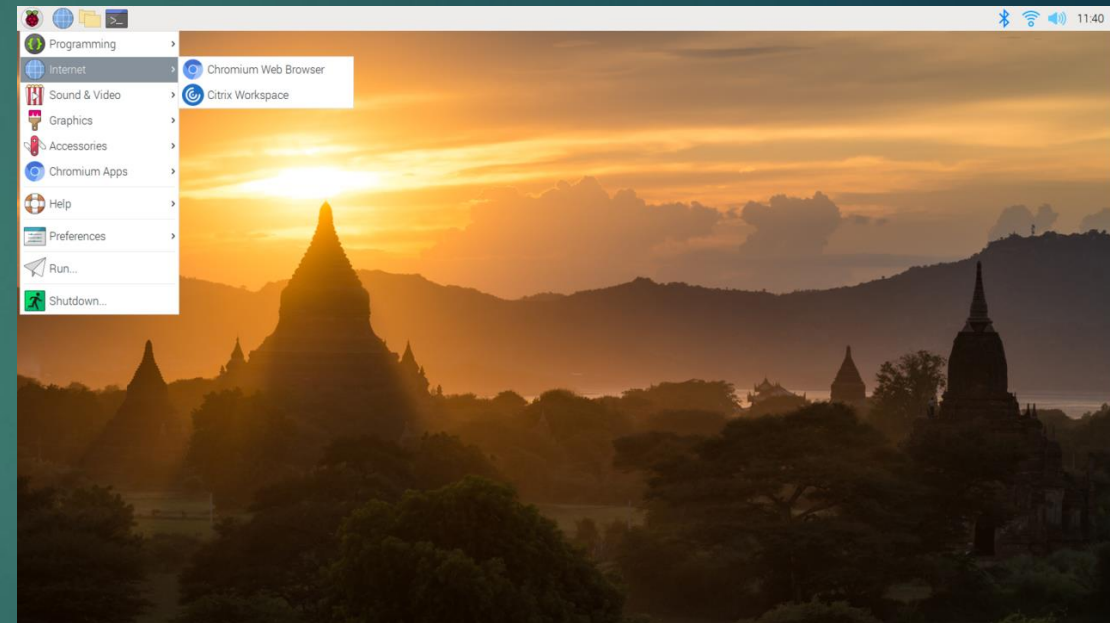 11:40
Programming
Internet
Chromium Web Browser
Sound & Video
Citrix Workspace
Graphics
Accessories
Chromium Apps
Help
Preferences
Run...
Shutdown...